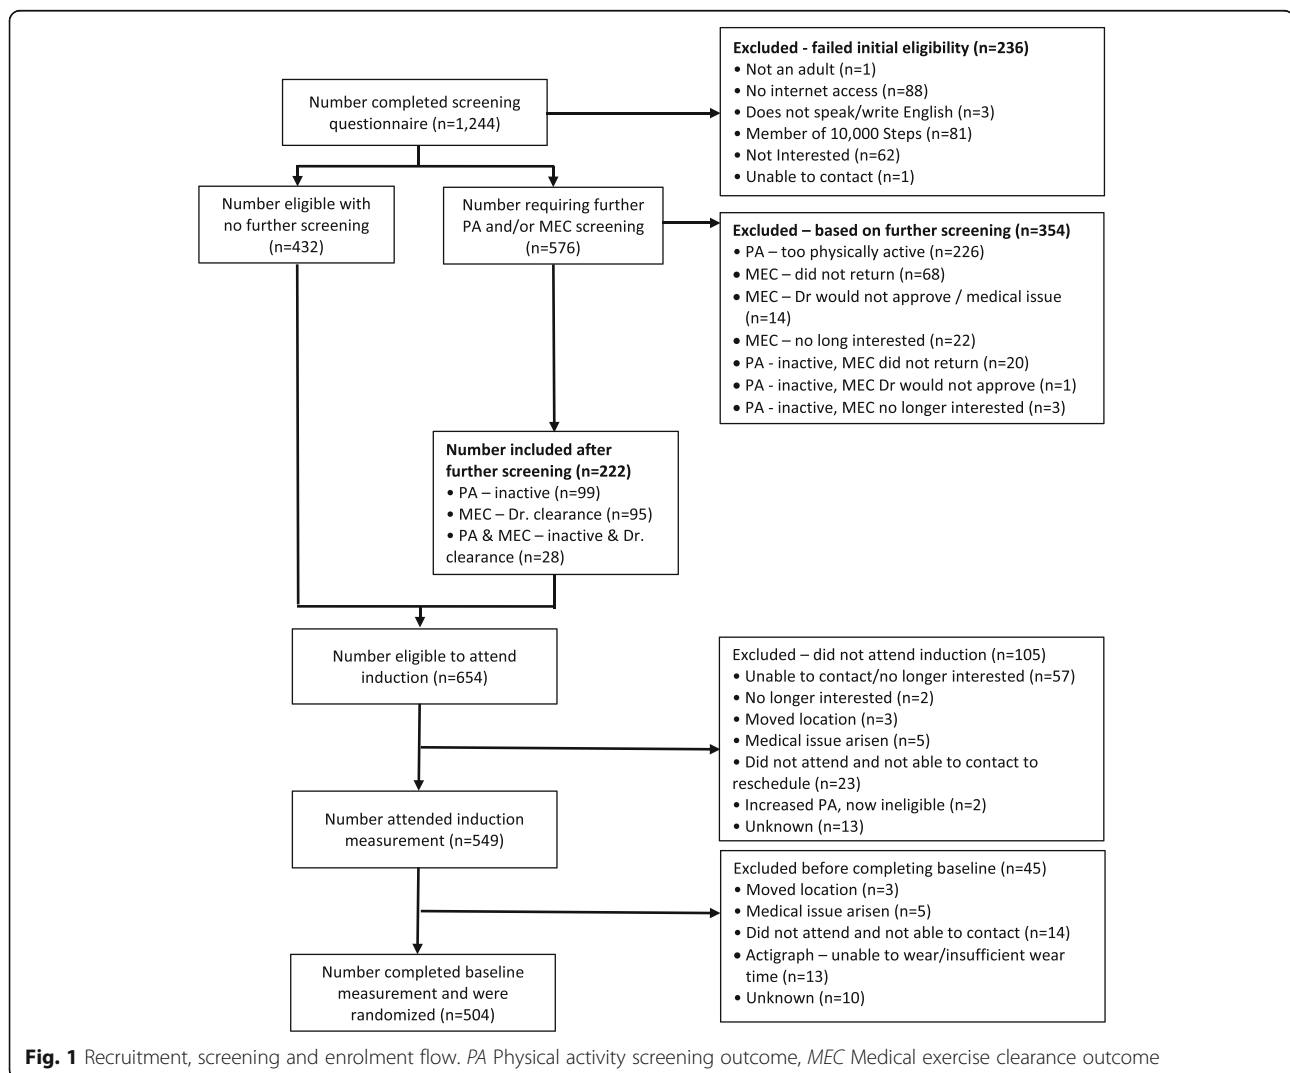 Number completed screening
questionnaire (n=1,244)
Excluded - failed initial eligibility (n=236)
• Not an adult (n=1)
• No internet access (n=88)
• Does not speak/write English (n=3)
• Member of 10,000 Steps (n=81)
• Not Interested (n=62)
• Unable to contact (n=1)
Number eligible with
no further screening
(n=432)
Number requiring further
PA and/or MEC screening
(n=576)
Excluded – based on further screening (n=354)
• PA – too physically active (n=226)
• MEC – did not return (n=68)
• MEC – Dr would not approve / medical issue
(n=14)
• MEC – no long interested (n=22)
• PA - inactive, MEC did not return (n=20)
• PA - inactive, MEC Dr would not approve (n=1)
• PA - inactive, MEC no longer interested (n=3)
Number included after
further screening (n=222)
• PA – inactive (n=99)
• MEC – Dr. clearance (n=95)
• PA & MEC – inactive & Dr.
clearance (n=28)
Number eligible to attend
induction (n=654)
Excluded – did not attend induction (n=105)
• Unable to contact/no longer interested (n=57)
• No longer interested (n=2)
• Moved location (n=3)
• Medical issue arisen (n=5)
• Did not attend and not able to contact to
reschedule (n=23)
• Increased PA, now ineligible (n=2)
• Unknown (n=13)
Number attended induction
measurement (n=549)
Excluded before completing baseline (n=45)
• Moved location (n=3)
• Medical issue arisen (n=5)
• Did not attend and not able to contact (n=14)
• Actigraph – unable to wear/insufficient wear
time (n=13)
• Unknown (n=10)
Number completed baseline
measurement and were
randomized (n=504)
Fig. 1 Recruitment, screening and enrolment flow. PA Physical activity screening outcome, MEC Medical exercise clearance outcome